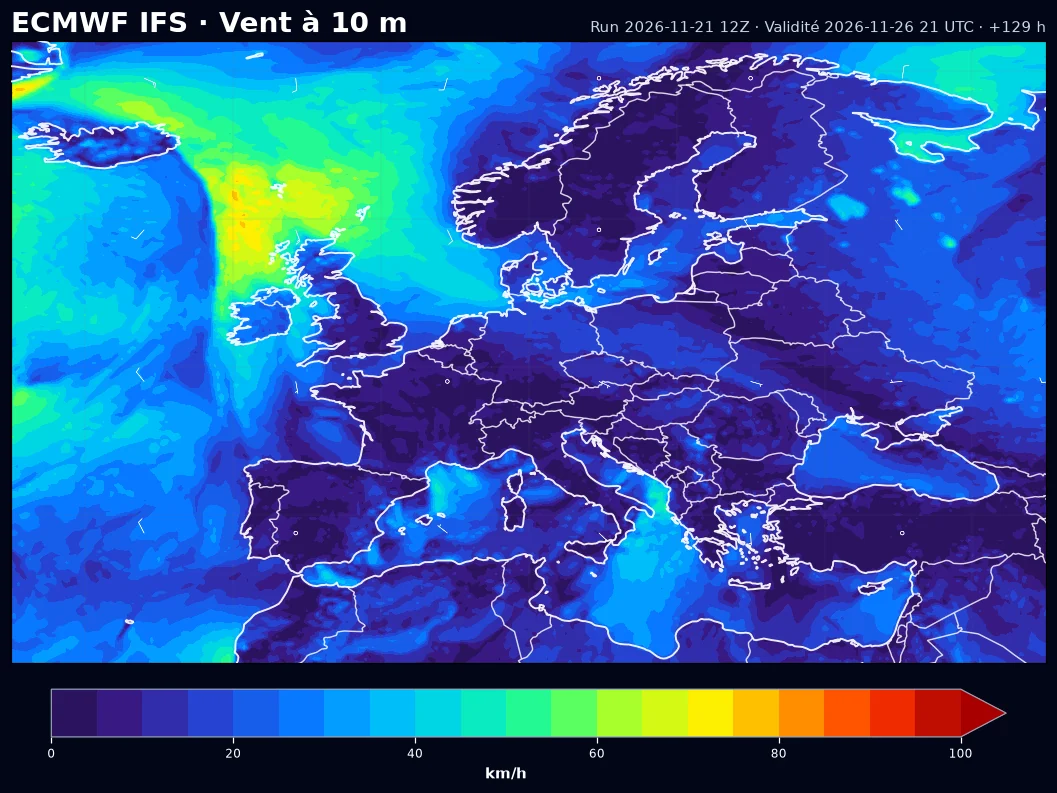 ECMWF IFS · Vent à 10 m
Run 2026-11-21 12Z · Validité 2026-11-26 21 UTC · +129 h
0 20 40 60 80 100
km/h